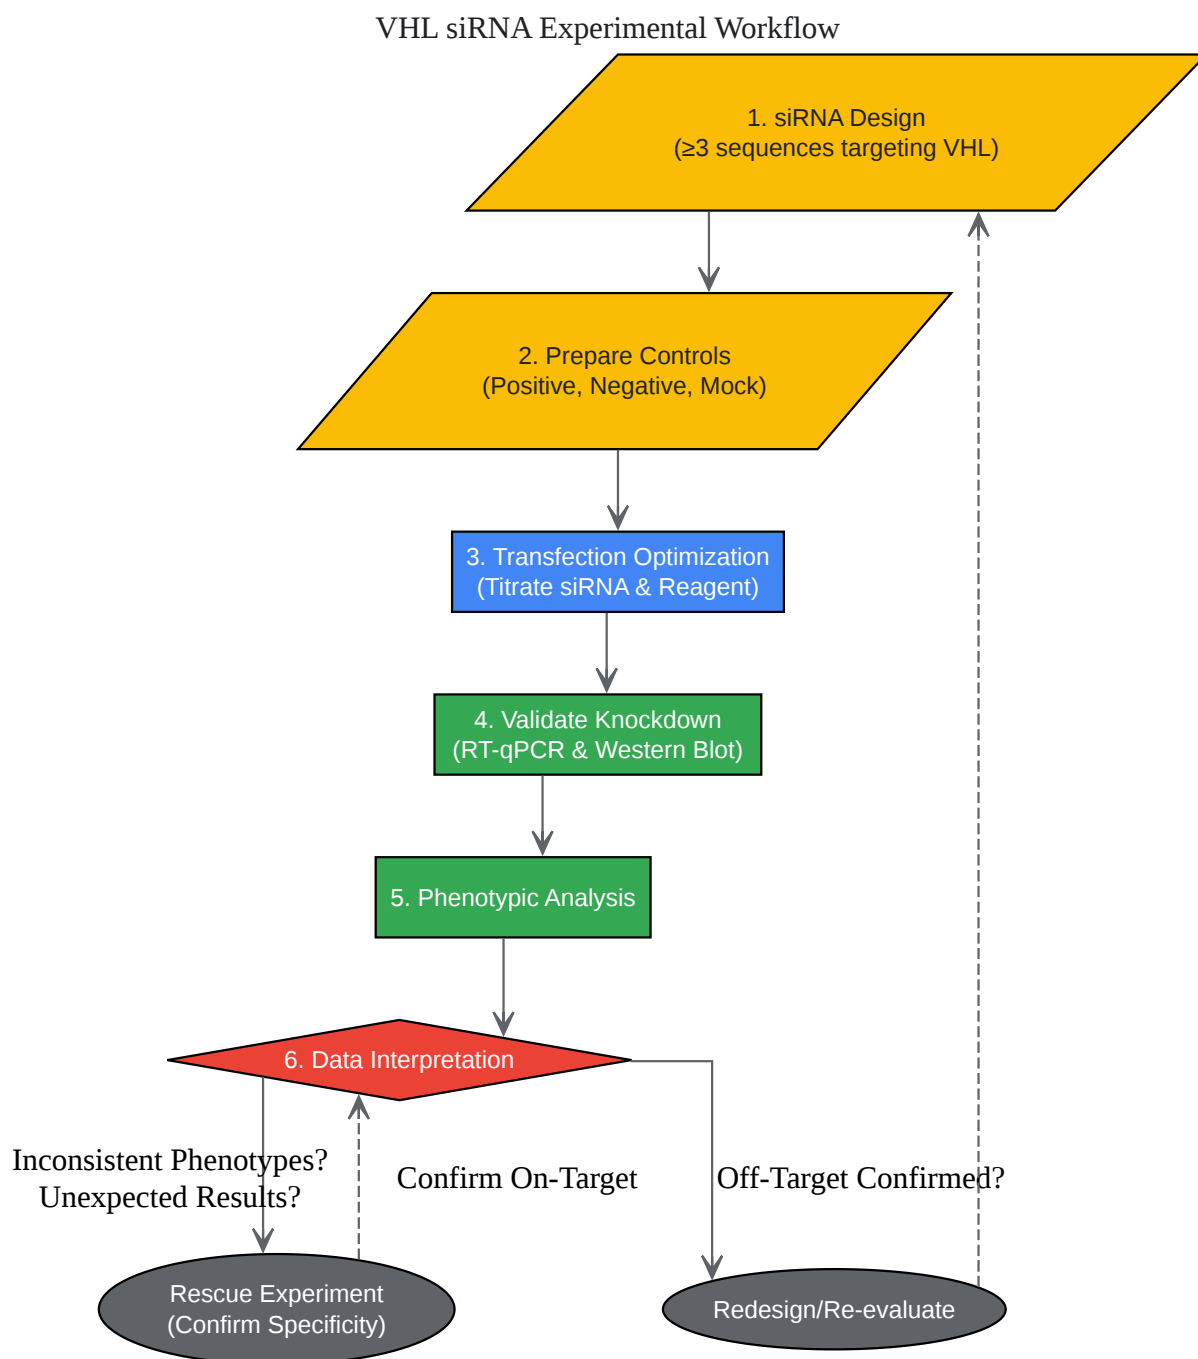 VHL siRNA Experimental Workflow
1. siRNA Design
(≥3 sequences targeting VHL)
2. Prepare Controls
(Positive, Negative, Mock)
3. Transfection Optimization
(Titrate siRNA & Reagent)
4. Validate Knockdown
(RT-qPCR & Western Blot)
5. Phenotypic Analysis
6. Data Interpretation
Inconsistent Phenotypes?
Unexpected Results?
Confirm On-Target
Off-Target Confirmed?
Rescue Experiment
(Confirm Specificity)
Redesign/Re-evaluate